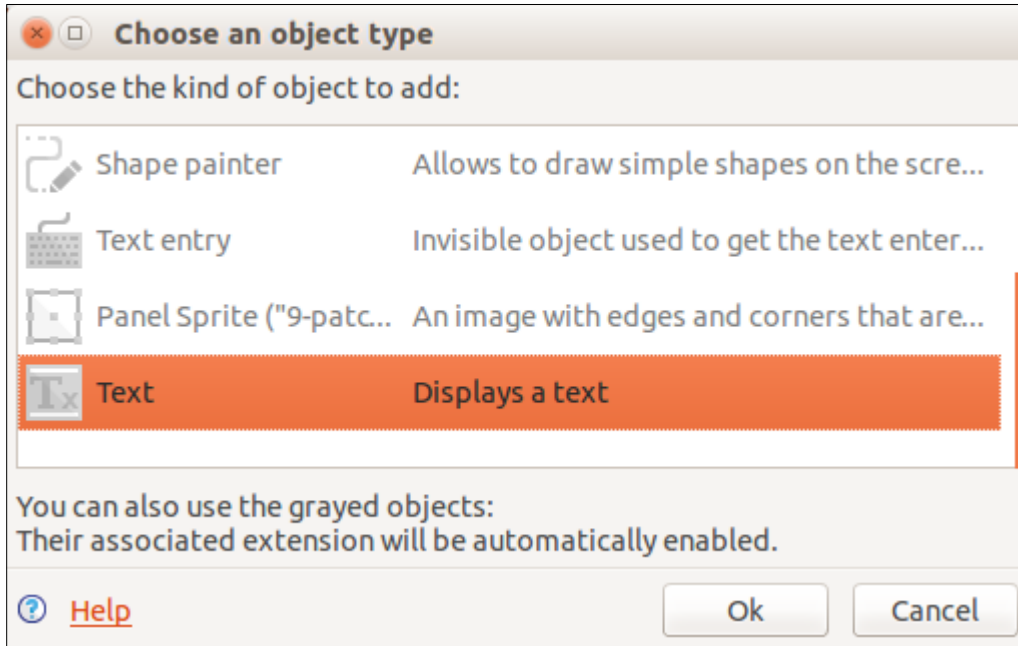 Choose an object type
Choose the kind of object to add:
Shape painter Allows to draw simple shapes on the scre...
Text entry Invisible object used to get the text enter...
Panel Sprite ("9-patc... An image with edges and corners that are...
Tx Text Displays a text
You can also use the grayed objects:
Their associated extension will be automatically enabled.
? Help Ok Cancel